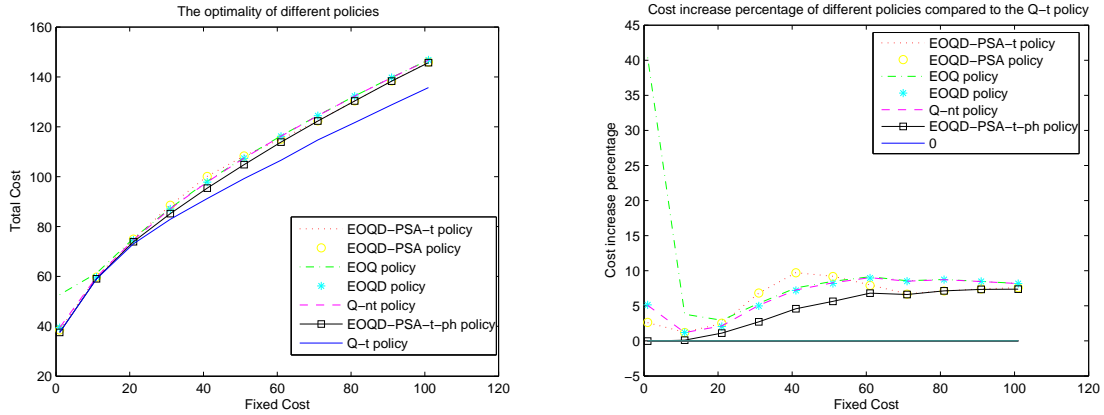 The optimality of different policies
160
140
120
100
80
60
40
20
Total Cost
0 20 40 60 80 100 120
Fixed Cost
EOQD−PSA−t policy
EOQD−PSA policy
EOQ policy
EOQD policy
Q−nt policy
EOQD−PSA−t−ph policy
Q−t policy
Cost increase percentage of different policies compared to the Q−t policy
45
40
35
30
25
20
15
10
5
0
−5
Cost increase percentage
0 20 40 60 80 100 120
Fixed Cost
EOQD−PSA−t policy
EOQD−PSA policy
EOQ policy
EOQD policy
Q−nt policy
EOQD−PSA−t−ph policy
0